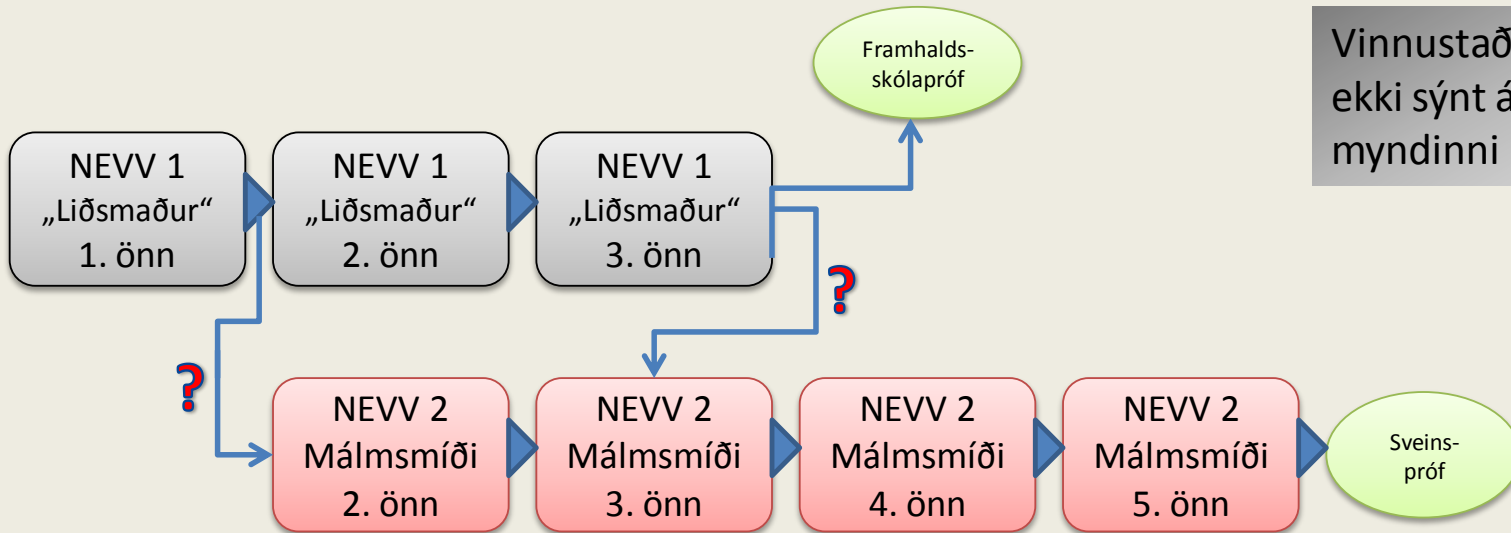 Framhalds-
skólapróf
ekki sýnt á
myndinni
NEVV 1
„Liðsmaður“
1. önn
NEVV 1
„Liðsmaður“
2. önn
NEVV 1
„Liðsmaður“
3. önn
?
?
NEVV 2
Málmsmíði
2. önn
NEVV 2
Málmsmíði
3. önn
NEVV 2
Málmsmíði
4. önn
NEVV 2
Málmsmíði
5. önn
Sveins-
próf